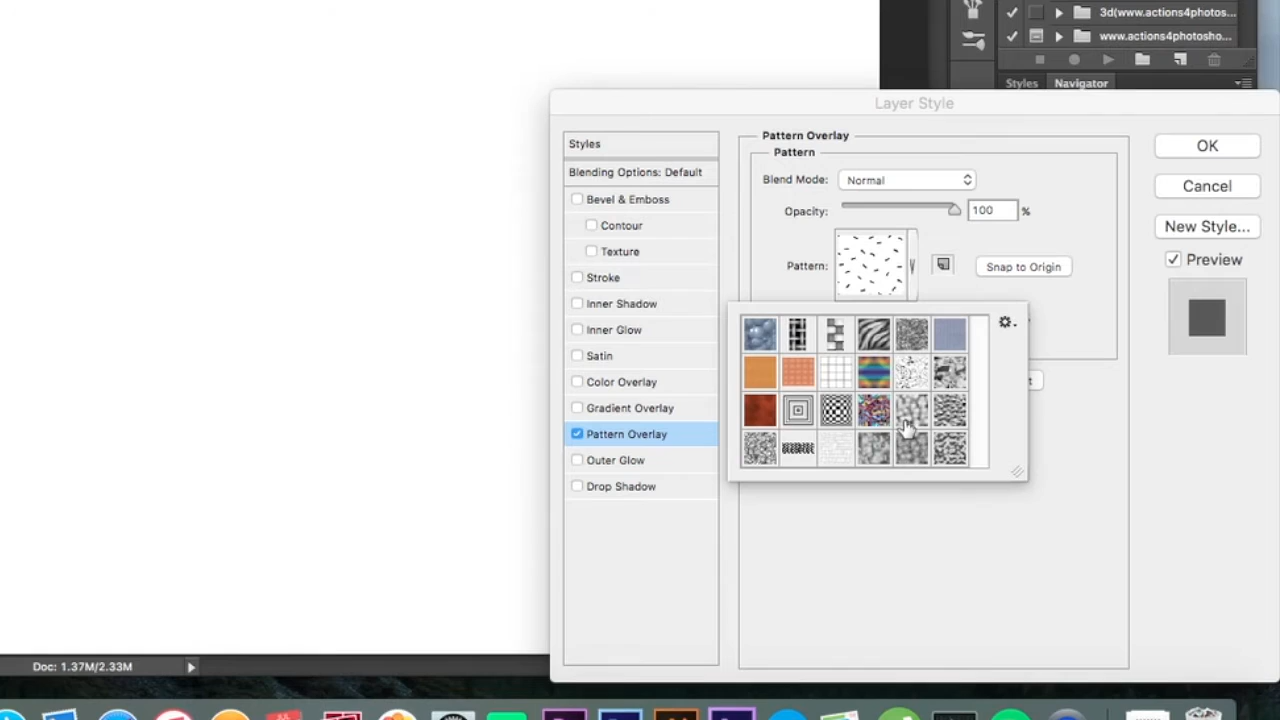 3d(www.actions4photos...
www.actions4photosho...
Styles Navigator
Layer Style
Styles
Blending Options: Default
Bevel & Emboss
Contour
Texture
Stroke
Inner Shadow
Inner Glow
Satin
Color Overlay
Gradient Overlay
Pattern Overlay
Outer Glow
Drop Shadow
Pattern Overlay
Pattern
Blend Mode: Normal
Opacity: 100 %
Pattern: Snap to Origin
OK
Cancel
New Style...
Preview
Doc: 1.37M/2.33M